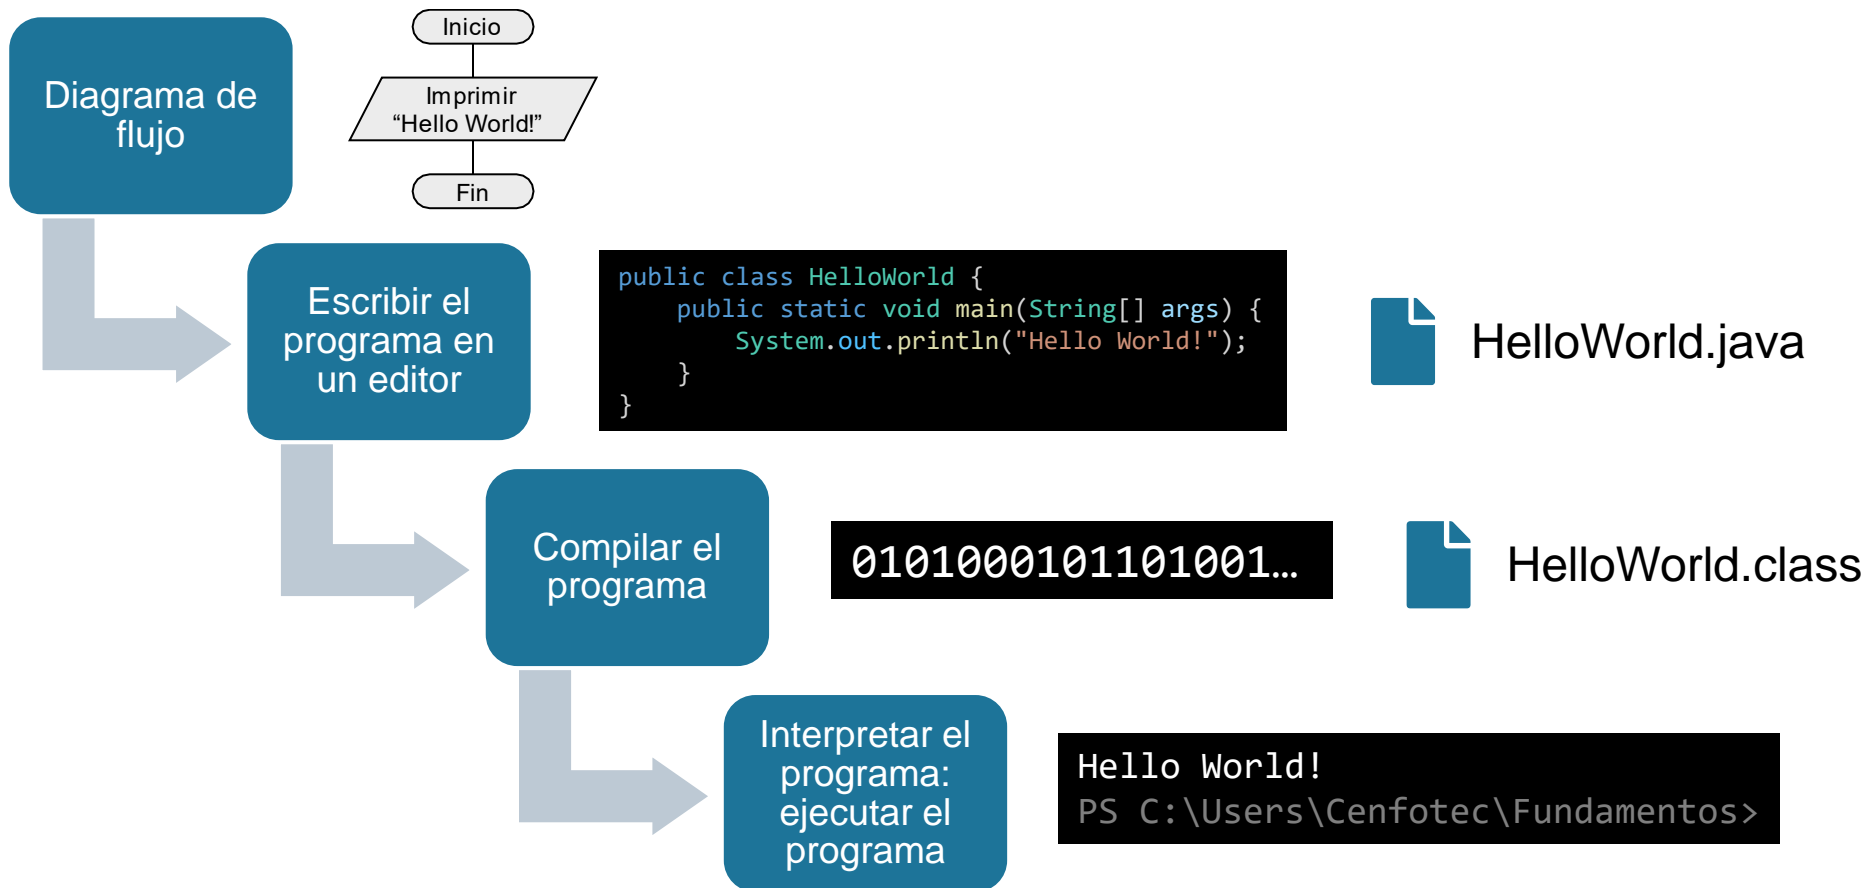 Diagrama de
flujo
Inicio
Imprimir
“Hello World!”
Fin
Escribir el
programa en
un editor
public class HelloWorld {
    public static void main(String[] args) {
        System.out.println("Hello World!");
    }
}
HelloWorld.java
Compilar el
programa
0101000101101001…
HelloWorld.class
Interpretar el
programa:
ejecutar el
programa
Hello World!
PS C:\Users\Cenfotec\Fundamentos>